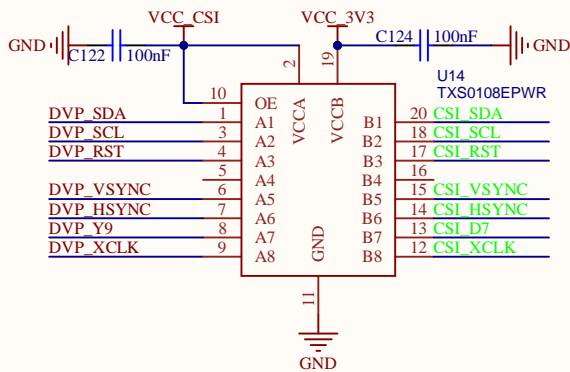 VCC_CSI VCC_3V3
GND C122 100nF C124 100nF GND
2 19 U14
TXS0108EPWR
10 OE VCCA VCCB
DVP_SDA 1 A1 B1 20 CSI_SDA
DVP_SCL 3 A2 B2 18 CSI_SCL
DVP_RST 4 A3 B3 17 CSI_RST
5 A4 B4 16
DVP_VSYNC 6 A5 B5 15 CSI_VSYNC
DVP_HSYNC 7 A6 B6 14 CSI_HSYNC
DVP_Y9 8 A7 B7 13 CSI_D7
DVP_XCLK 9 A8 GND B8 12 CSI_XCLK
11
GND